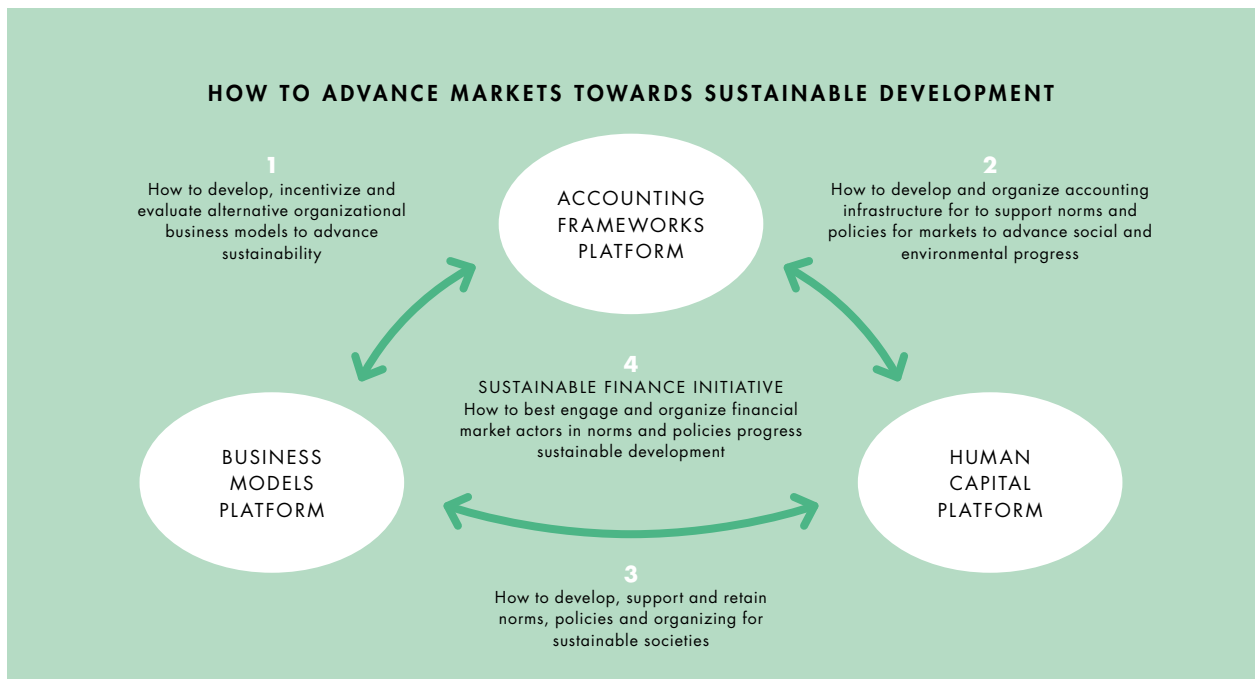 HOW TO ADVANCE MARKETS TOWARDS SUSTAINABLE DEVELOPMENT
1
How to develop, incentivize and
evaluate alternative organizational
business models to advance
sustainability
ACCOUNTING
FRAMEWORKS
PLATFORM
2
How to develop and organize accounting
infrastructure for to support norms and
policies for markets to advance social and
environmental progress
4
SUSTAINABLE FINANCE INITIATIVE
How to best engage and organize financial
market actors in norms and policies progress
sustainable development
BUSINESS
MODELS
PLATFORM
HUMAN
CAPITAL
PLATFORM
3
How to develop, support and retain
norms, policies and organizing for
sustainable societies